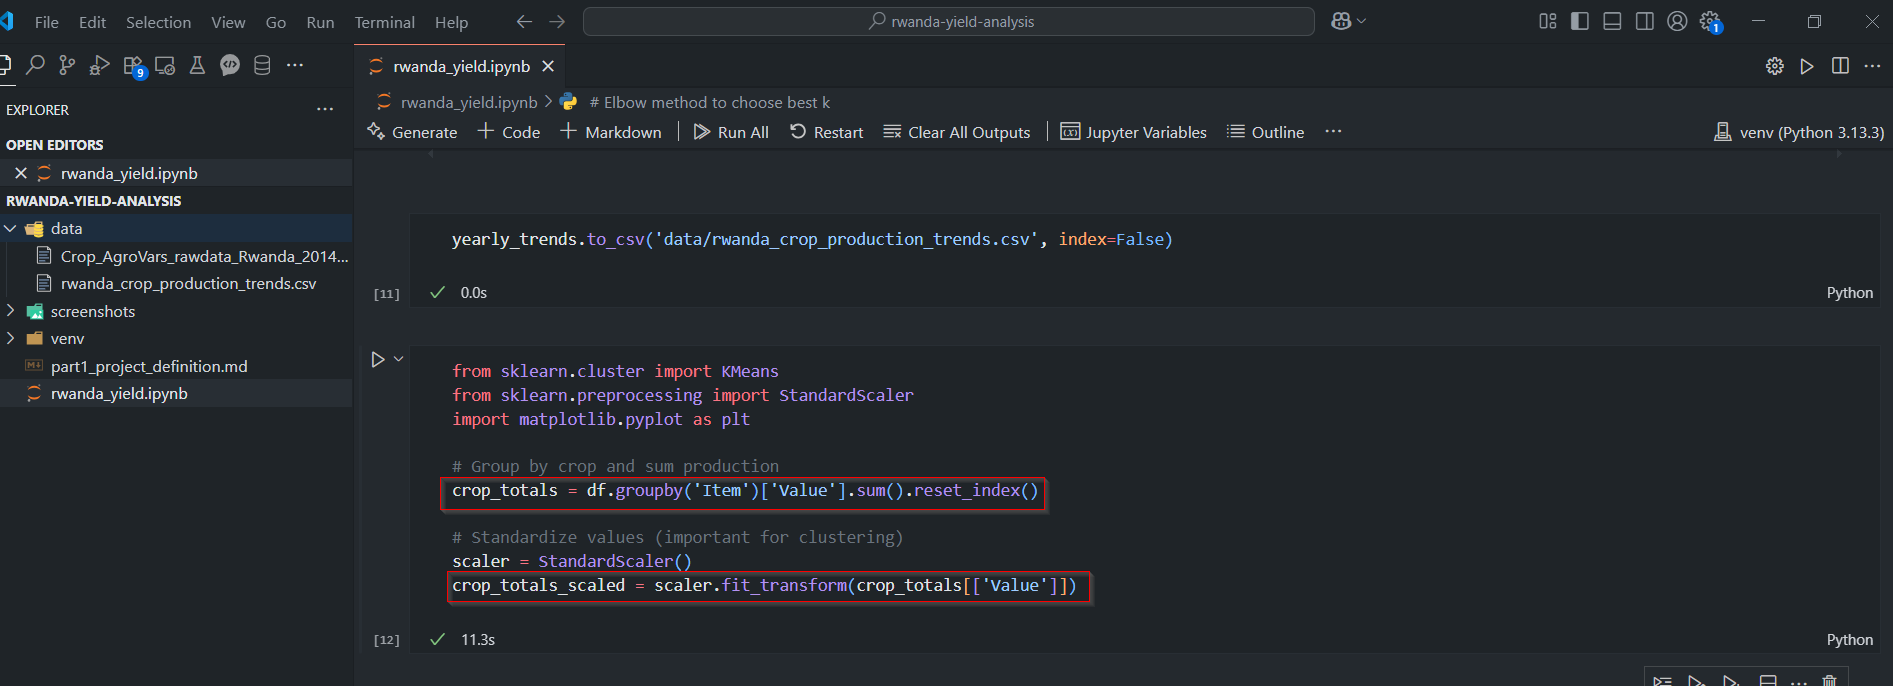 File Edit Selection View Go Run Terminal Help
rwanda-yield-analysis
1
9
rwanda_yield.ipynb
EXPLORER
rwanda_yield.ipynb > # Elbow method to choose best k
Generate + Code + Markdown Run All Restart Clear All Outputs Jupyter Variables Outline ...
venv (Python 3.13.3)
OPEN EDITORS
rwanda_yield.ipynb
RWANDA-YIELD-ANALYSIS
data
Crop_AgroVars_rawdata_Rwanda_2014...
rwanda_crop_production_trends.csv
screenshots
venv
part1_project_definition.md
rwanda_yield.ipynb
yearly_trends.to_csv('data/rwanda_crop_production_trends.csv', index=False)
[11] ✓ 0.0s
Python
from sklearn.cluster import KMeans
from sklearn.preprocessing import StandardScaler
import matplotlib.pyplot as plt
# Group by crop and sum production
crop_totals = df.groupby('Item')['Value'].sum().reset_index()
# Standardize values (important for clustering)
scaler = StandardScaler()
crop_totals_scaled = scaler.fit_transform(crop_totals[['Value']])
[12] ✓ 11.3s
Python